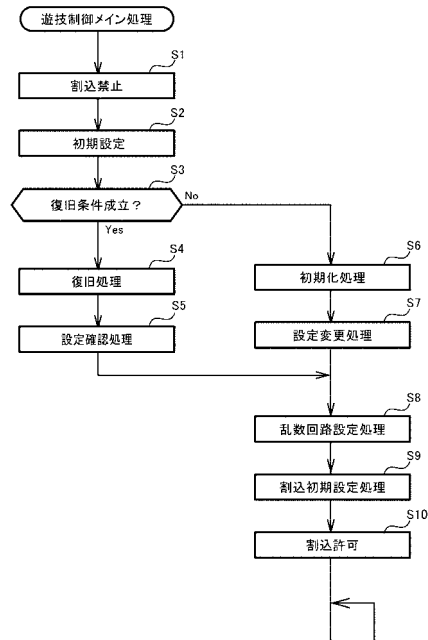 遊技制御メイン処理
S1
割込禁止
S2
初期設定
S3
復旧条件成立？
No
Yes
S4
復旧処理
S5
設定確認処理
S6
初期化処理
S7
設定変更処理
S8
乱数回路設定処理
S9
割込初期設定処理
S10
割込許可